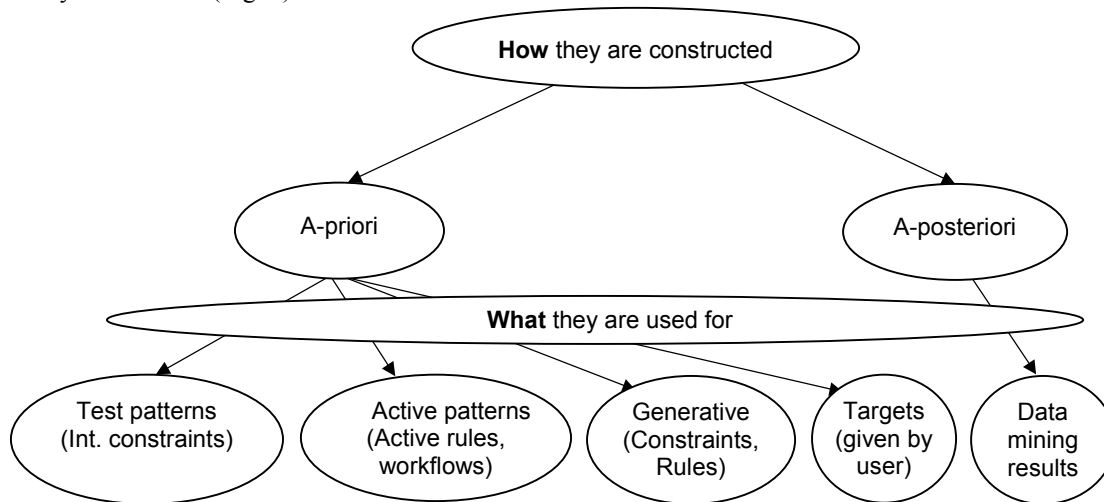 How they are constructed
A-priori
A-posteriori
What they are used for
Test patterns
(Int. constraints)
Active patterns
(Active rules,
workflows)
Generative
(Constraints,
Rules)
Targets
(given by
user)
Data
mining
results